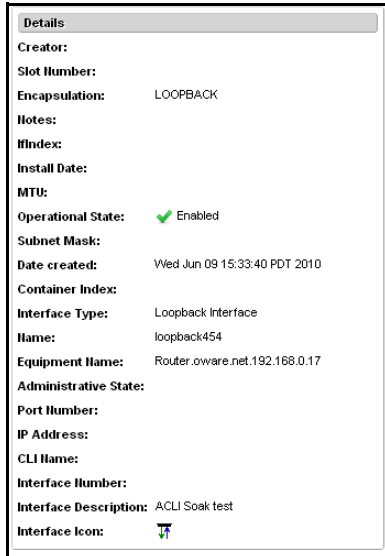 Details
Creator:
Slot Number:
Encapsulation: LOOPBACK
Notes:
IfIndex:
Install Date:
MTU:
Operational State: Enabled
Subnet Mask:
Date created: Wed Jun 09 15:33:40 PDT 2010
Container Index:
Interface Type: Loopback Interface
Name: loopback454
Equipment Name: Router.oware.net.192.168.0.17
Administrative State:
Port Number:
IP Address:
CLI Name:
Interface Number:
Interface Description: ACLI Soak test
Interface Icon: